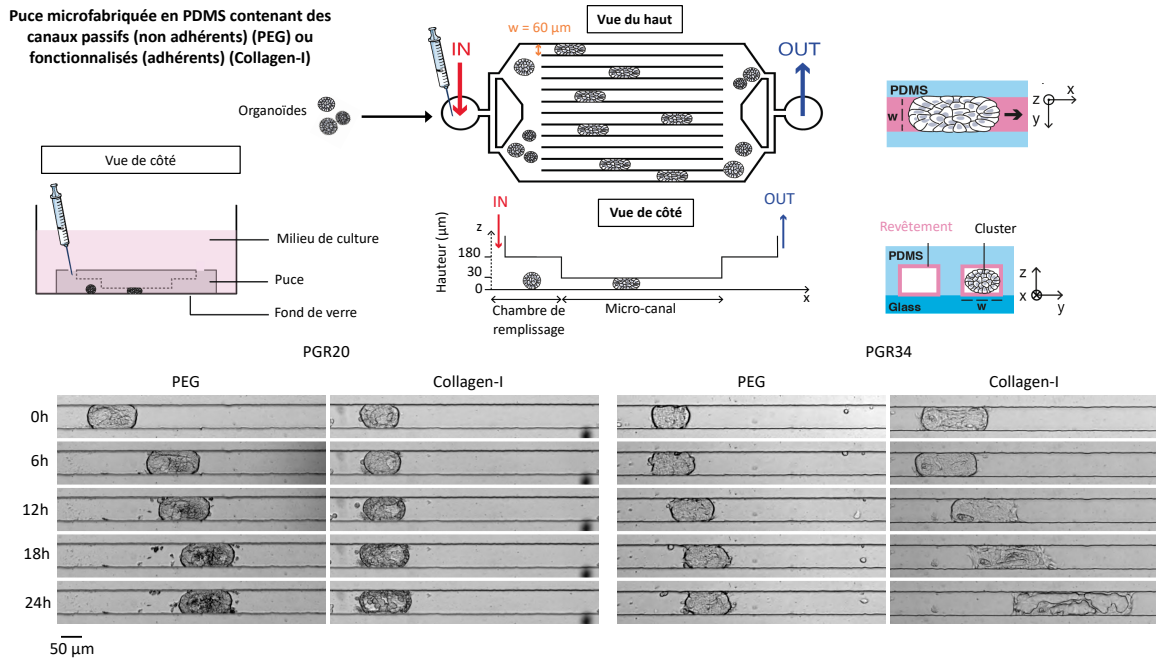 Puce microfabriquée en PDMS contenant des
canaux passifs (non adhérents) (PEG) ou
fonctionnalisés (adhérents) (Collagen-I)
w = 60 µm
Vue du haut
IN
OUT
Organoïdes
PDMS
w
z
x
y
Vue de côté
Milieu de culture
Puce
Fond de verre
IN
Vue de côté
OUT
Hauteur (µm)
z
180
30
0
x
Chambre de
remplissage
Micro-canal
Revêtement
Cluster
PDMS
Glass
w
z
x
y
PGR20
PGR34
PEG
Collagen-I
PEG
Collagen-I
0h
6h
12h
18h
24h
50 µm